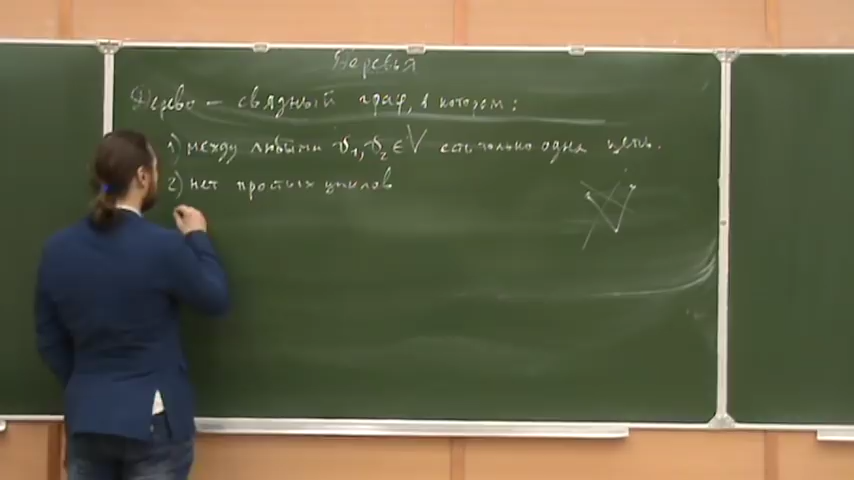 Деревья
Дерево – связный граф, в котором:
1) между любыми v₁, v₂ ∈ V есть только одна цепь.
2) нет простых циклов